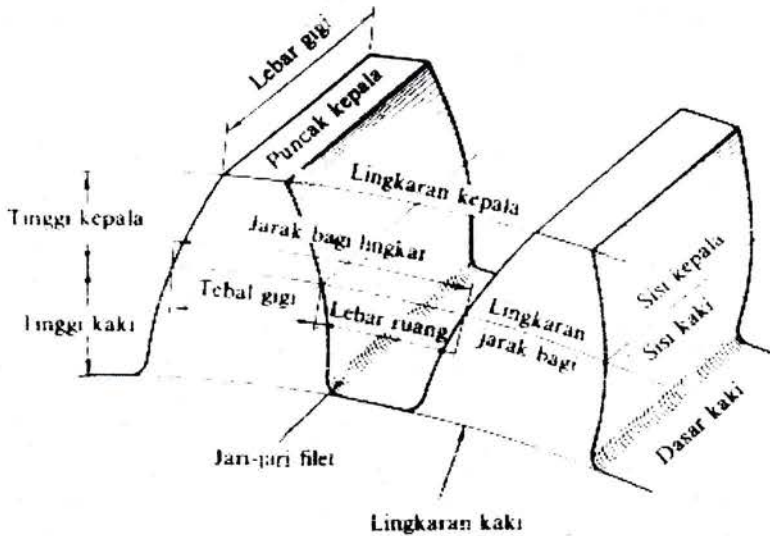 Lebar gigi
Puncak kepala
Tinggi kepala
Lingkaran kepala
Jarak bagi lingkar
Sisi kepala
Tebal gigi
Lebar ruang
Lingkaran
jarak bagi
Tinggi kaki
Sisi kaki
Dasar kaki
Jari-jari filet
Lingkaran kaki